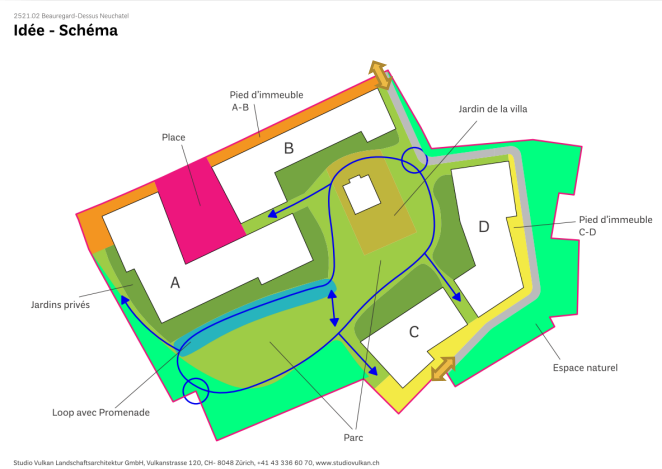 2521.02 Beauregard-Dessus Neuchatel
Idée - Schéma
Pied d'immeuble
A-B
Jardin de la villa
Place
B
D
Pied d'immeuble
C-D
A
Jardins privés
C
Espace naturel
Loop avec Promenade
Parc
Studio Vulkan Landschaftsarchitektur GmbH, Vulkanstrasse 120, CH- 8048 Zürich, +41 43 336 60 70, www.studiovulkan.ch